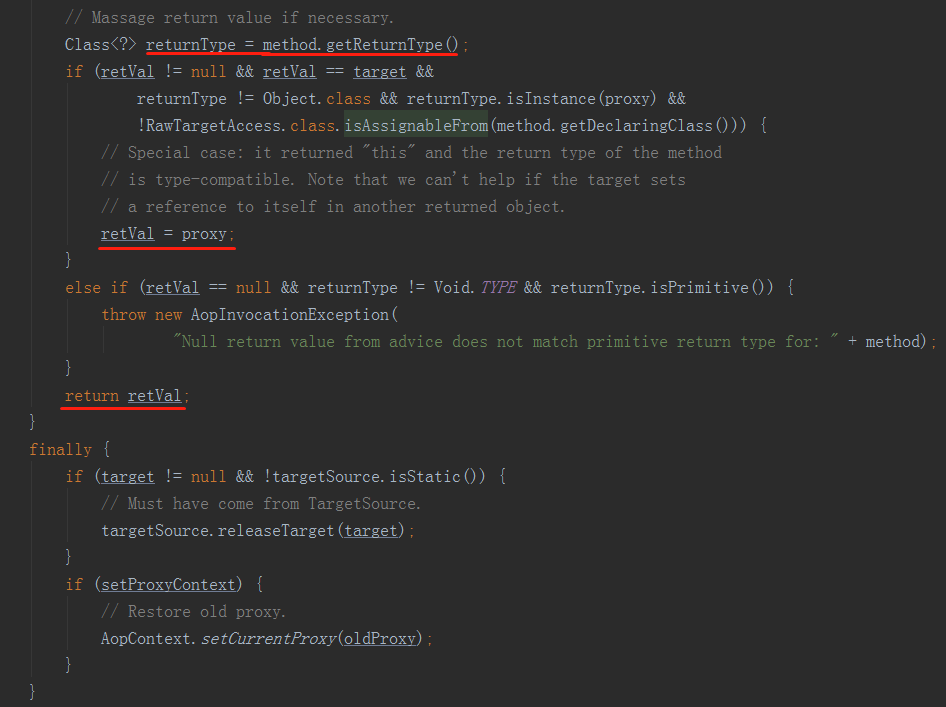 // Massage return value if necessary.
Class<?> returnType = method.getReturnType();
if (retVal != null && retVal == target &&
returnType != Object.class && returnType.isInstance(proxy) &&
!RawTargetAccess.class.isAssignableFrom(method.getDeclaringClass())) {
// Special case: it returned "this" and the return type of the method
// is type-compatible. Note that we can't help if the target sets
// a reference to itself in another returned object.
retVal = proxy;
}
else if (retVal == null && returnType != Void.TYPE && returnType.isPrimitive()) {
throw new AopInvocationException(
"Null return value from advice does not match primitive return type for: " + method);
}
return retVal;
}
finally {
if (target != null && !targetSource.isStatic()) {
// Must have come from TargetSource.
targetSource.releaseTarget(target);
}
if (setProxyContext) {
// Restore old proxy.
AopContext.setCurrentProxy(oldProxy);
}
}